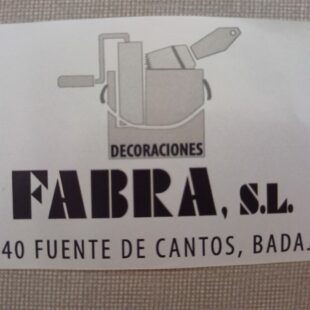 DECORACIONES
FABRA, S.L.
40 FUENTE DE CANTOS, BADA